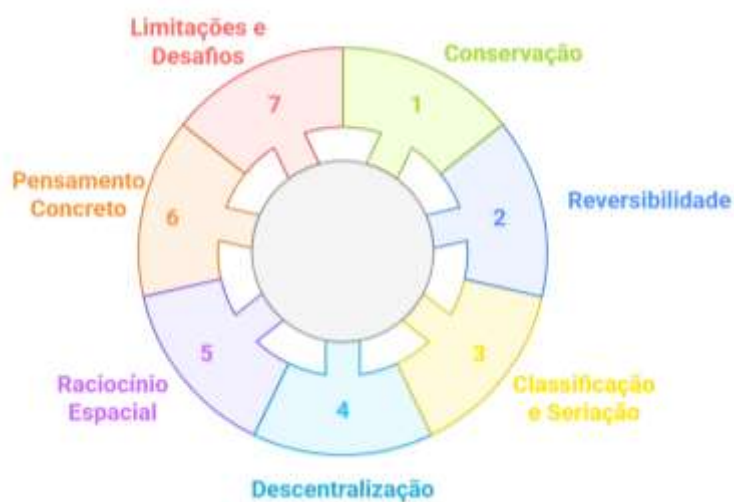 Limitações e
Desafios
7
Conservação
1
Reversibilidade
2
Classificação
e Seriação
3
Descentralização
4
Raciocínio
Espacial
5
Pensamento
Concreto
6